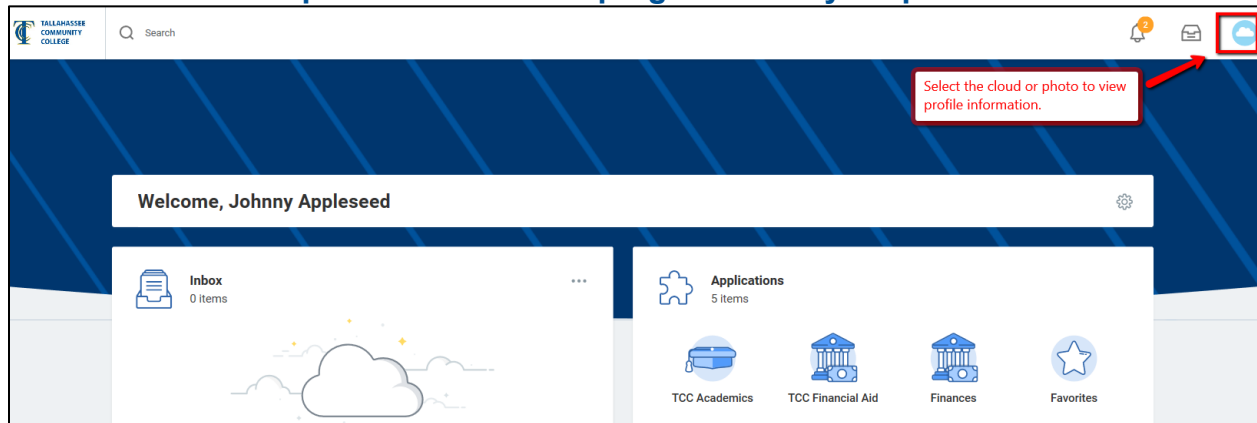 TALLAHASSEE
COMMUNITY
COLLEGE
Search
2
Select the cloud or photo to view
profile information.
Welcome, Johnny Appleseed
Inbox
0 items
Applications
5 items
TCC Academics
TCC Financial Aid
Finances
Favorites